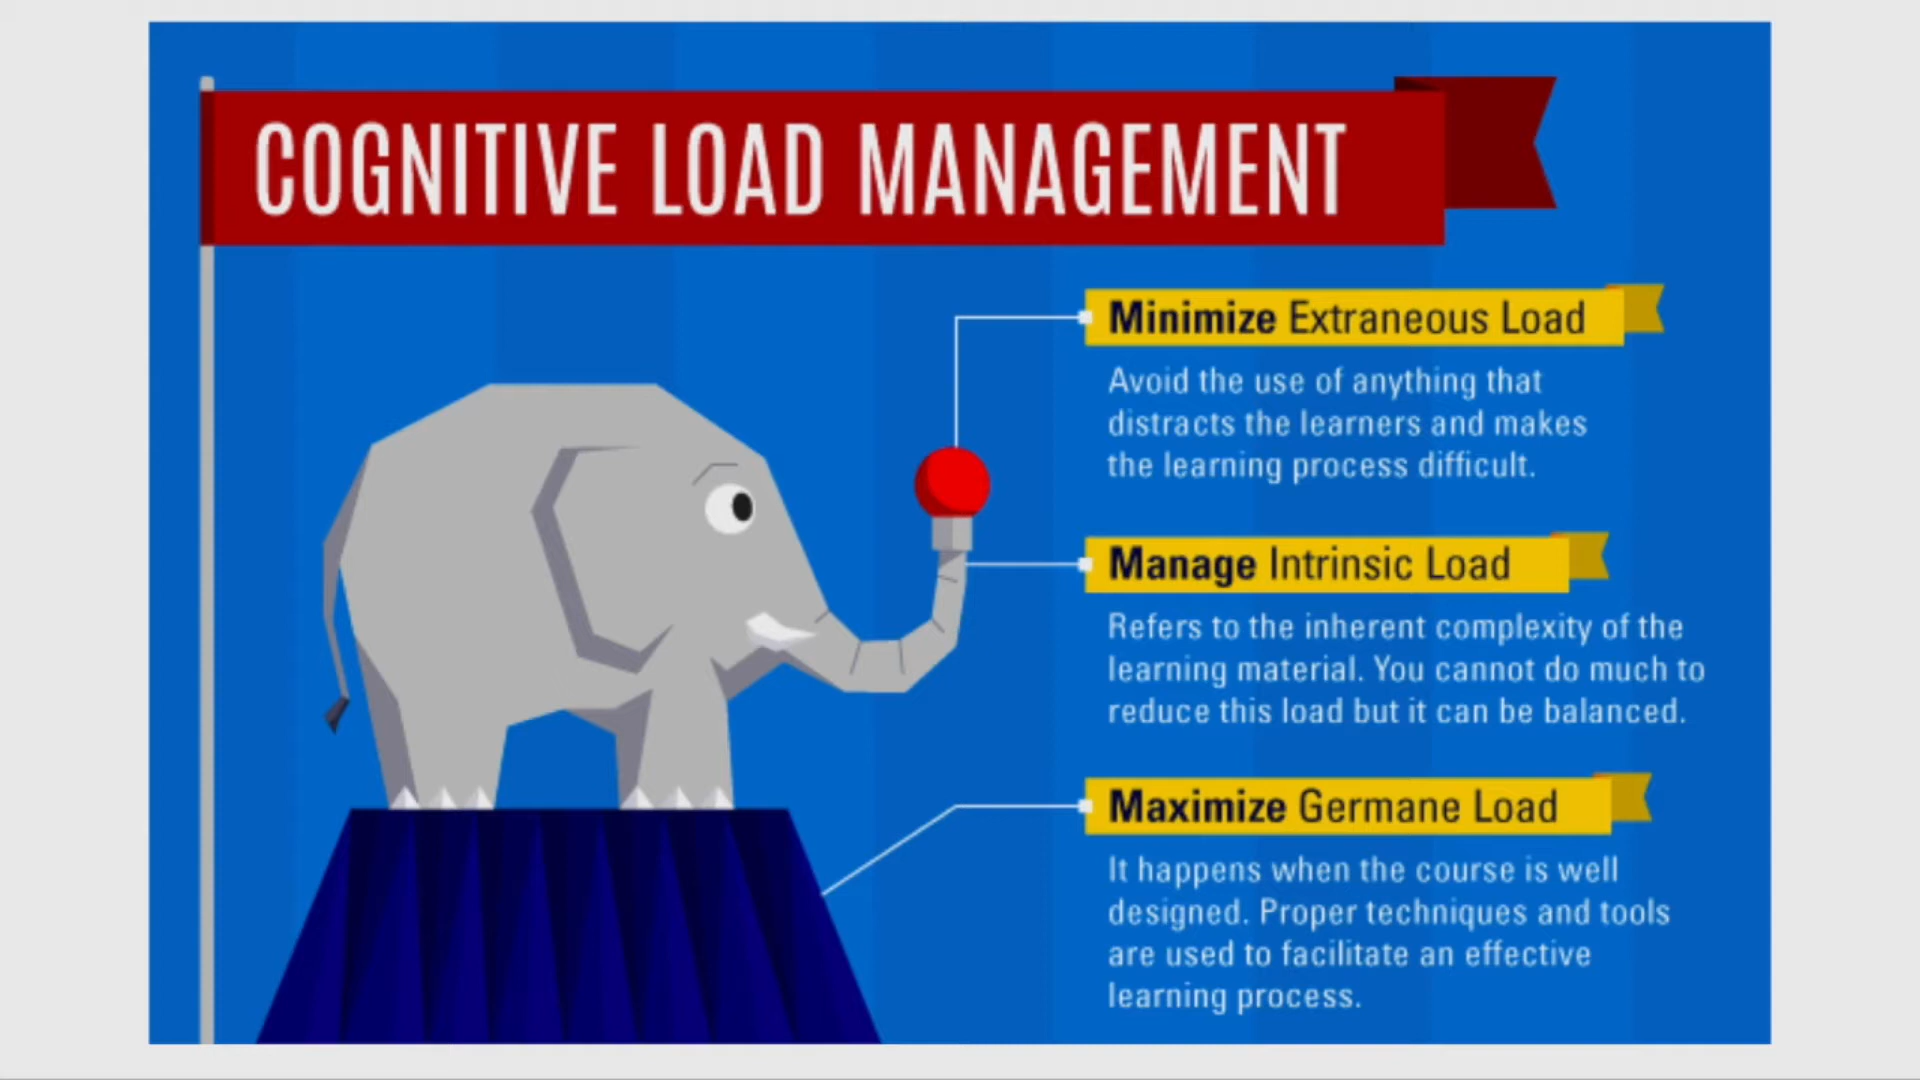 COGNITIVE LOAD MANAGEMENT
Minimize Extraneous Load
Avoid the use of anything that
distracts the learners and makes
the learning process difficult.
Manage Intrinsic Load
Refers to the inherent complexity of the
learning material. You cannot do much to
reduce this load but it can be balanced.
Maximize Germane Load
It happens when the course is well
designed. Proper techniques and tools
are used to facilitate an effective
learning process.